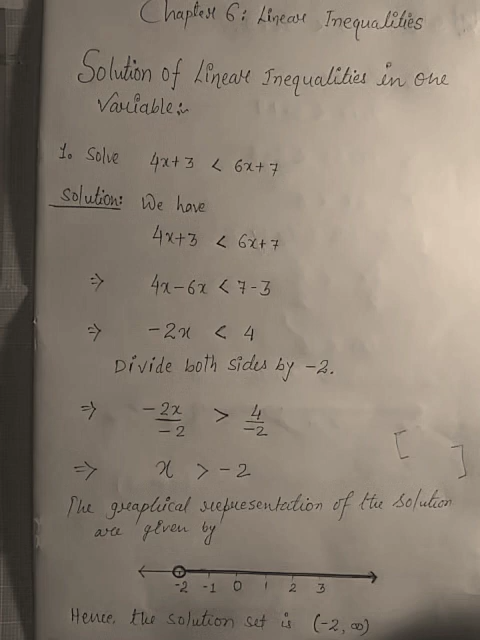 Chapter 6: Linear Inequalities
Solution of Linear Inequalities in one
Variable:-
1. Solve 4x+3 < 6x+7
Solution: We have
4x+3 < 6x+7
⇒ 4x-6x < 7-3
⇒ -2x < 4
Divide both sides by -2.
⇒ -2x/-2 > 4/-2
⇒ x > -2
The graphical representation of the solution
are given by
-2 -1 0 1 2 3
Hence, the solution set is (-2, ∞)